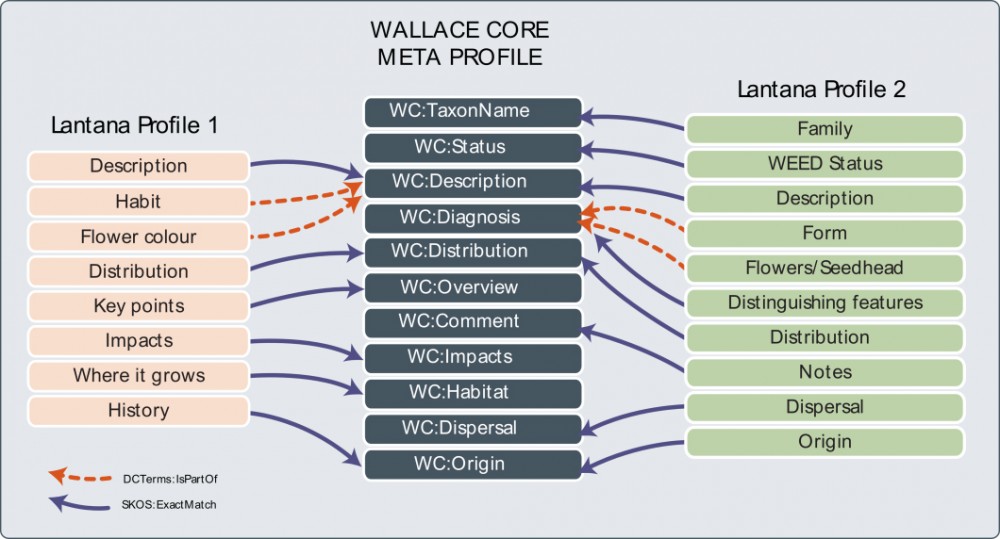 WALLACE CORE
META PROFILE
Lantana Profile 1
Description
Habit
Flower colour
Distribution
Key points
Impacts
Where it grows
History
WC:TaxonName
WC:Status
WC:Description
WC:Diagnosis
WC:Distribution
WC:Overview
WC:Comment
WC:Impacts
WC:Habitat
WC:Dispersal
WC:Origin
Lantana Profile 2
Family
WEED Status
Description
Form
Flowers/Seedhead
Distinguishing features
Distribution
Notes
Dispersal
Origin
DCTerms:IsPartOf
SKOS:ExactMatch